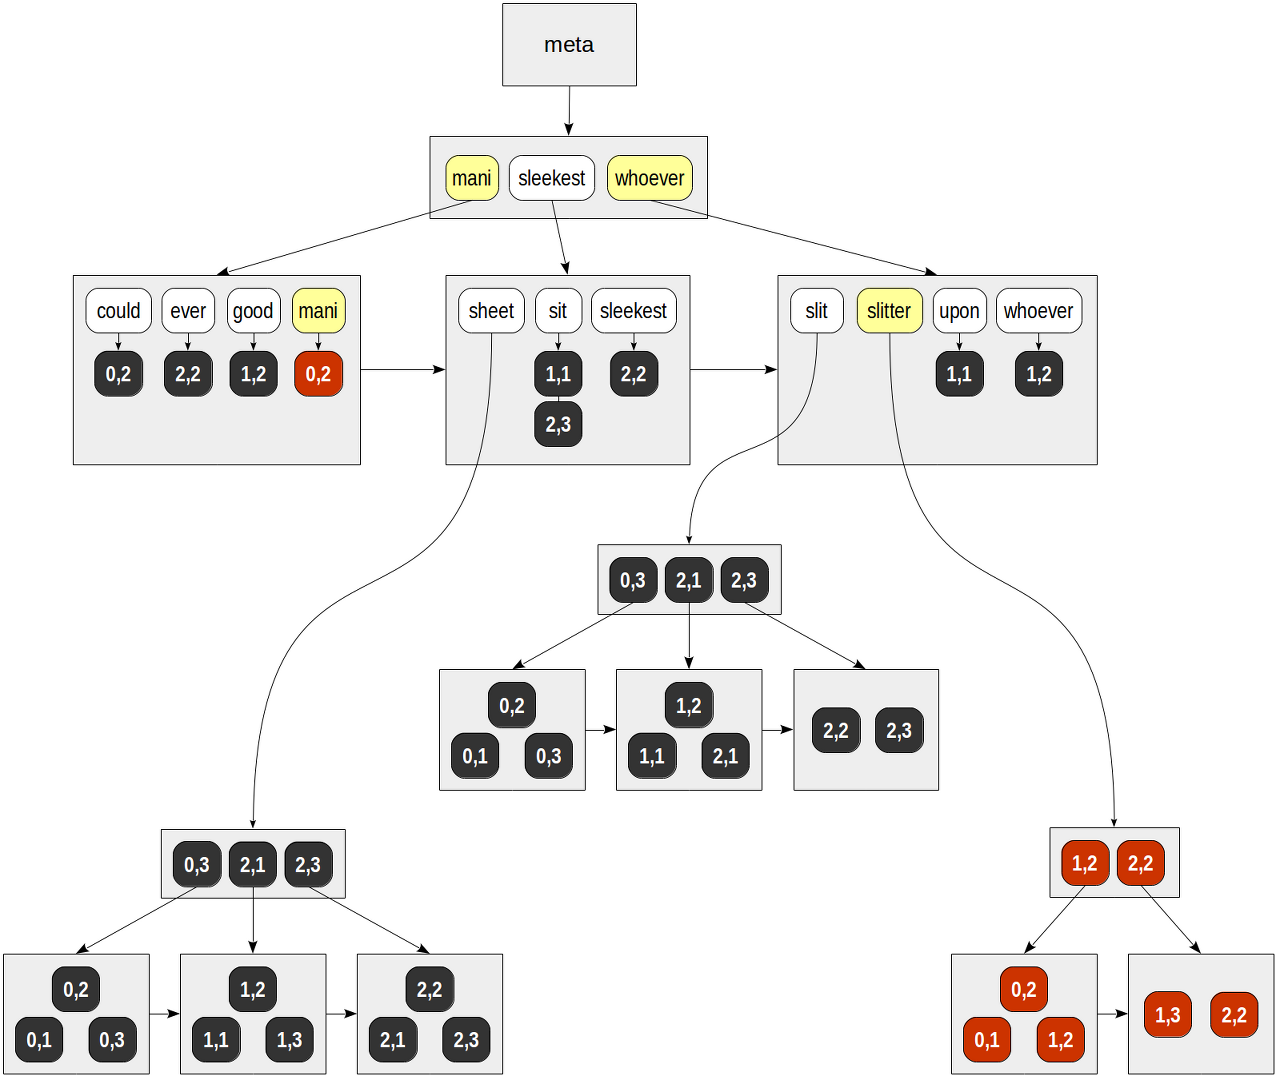 meta
mani sleekest whoever
could ever good mani sheet sit sleekest slit slitter upon whoever
0,2 2,2 1,2 0,2 1,1 2,2 1,1 1,2
2,3
0,3 2,1 2,3
0,2 1,2
2,2 2,3
0,1 0,3 1,1 2,1
0,3 2,1 2,3 1,2 2,2
0,2 1,2 2,2 0,2
1,3 2,2
0,1 0,3 1,1 1,3 2,1 2,3 0,1 1,2